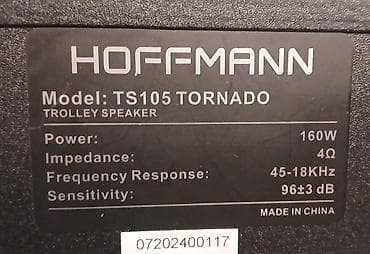 HOFFMANN
Model: TS105 TORNADO
TROLLEY SPEAKER
Power: 160W
Impedance: 4Ω
Frequency Response: 45-18KHz
Sensitivity: 96±3 dB
MADE IN CHINA
07202400117